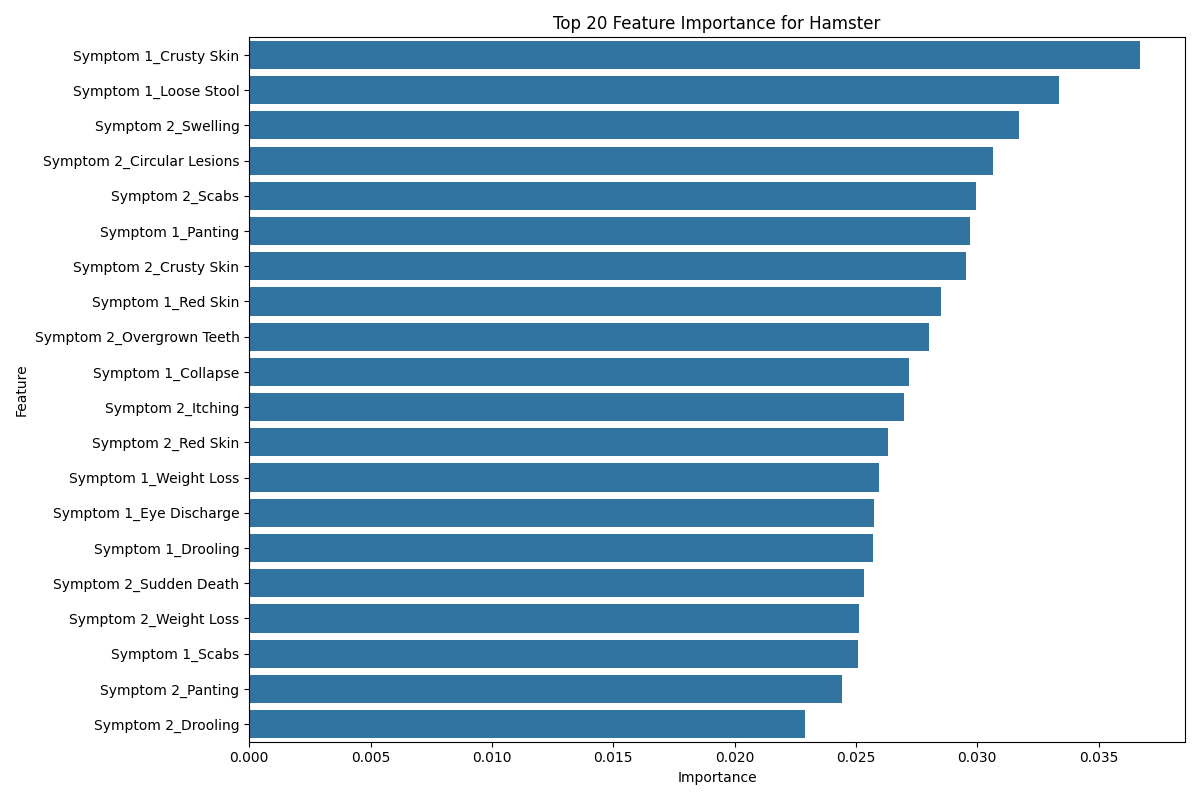 Top 20 Feature Importance for Hamster
Symptom 1_Crusty Skin
Symptom 1_Loose Stool
Symptom 2_Swelling
Symptom 2_Circular Lesions
Symptom 2_Scabs
Symptom 1_Panting
Symptom 2_Crusty Skin
Symptom 1_Red Skin
Symptom 2_Overgrown Teeth
Symptom 1_Collapse
Symptom 2_Itching
Symptom 2_Red Skin
Symptom 1_Weight Loss
Symptom 1_Eye Discharge
Symptom 1_Drooling
Symptom 2_Sudden Death
Symptom 2_Weight Loss
Symptom 1_Scabs
Symptom 2_Panting
Symptom 2_Drooling
Feature
0.000 0.005 0.010 0.015 0.020 0.025 0.030 0.035
Importance